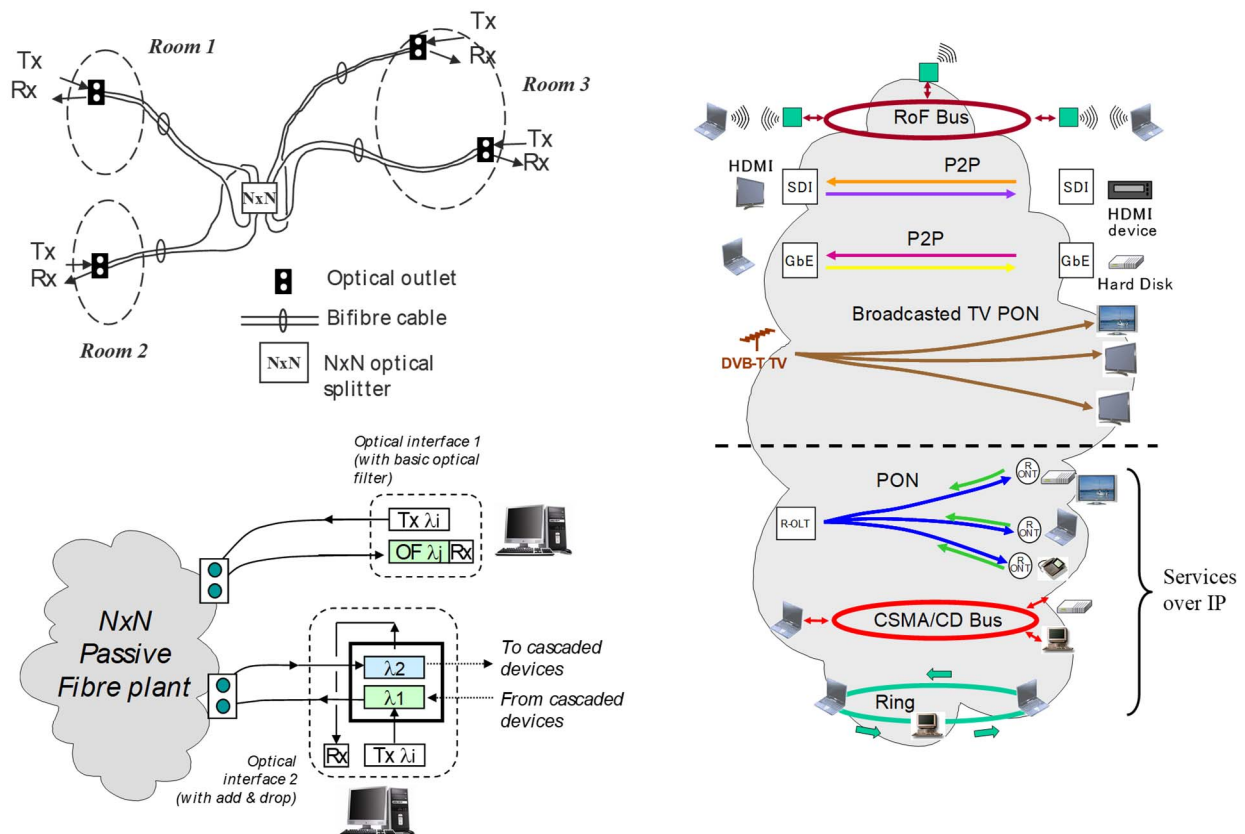 Tx
Rx
Room 1
Tx
Rx
Room 3
Tx
Rx
NxN
Tx
Rx
Room 2
Optical outlet
Bifibre cable
NxN
NxN optical
splitter
Optical interface 1
(with basic optical
filter)
Tx λi
OF λj Rx
NxN
Passive
Fibre plant
λ2
λ1
To cascaded
devices
From cascaded
devices
Rx
Tx λi
Optical
interface 2
(with add & drop)
RoF Bus
HDMI
SDI
P2P
SDI
HDMI
device
GbE
P2P
GbE
Hard Disk
Broadcasted TV PON
DVB-T TV
PON
R-OLT
R
ONT
R
ONT
R
ONT
Services
over IP
CSMA/CD Bus
Ring